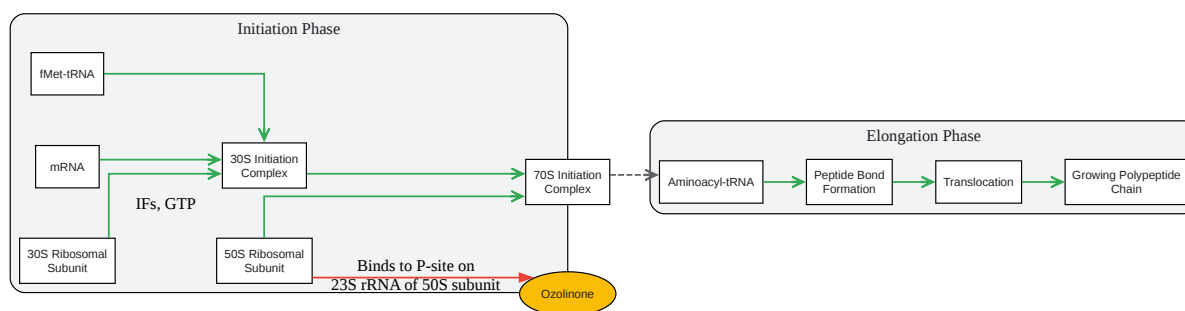 Initiation Phase
fMet-tRNA
mRNA
30S Initiation
Complex
IFs, GTP
30S Ribosomal
Subunit
50S Ribosomal
Subunit
Binds to P-site on
23S rRNA of 50S subunit
Ozolinone
70S Initiation
Complex
Elongation Phase
Aminoacyl-tRNA
Peptide Bond
Formation
Translocation
Growing Polypeptide
Chain